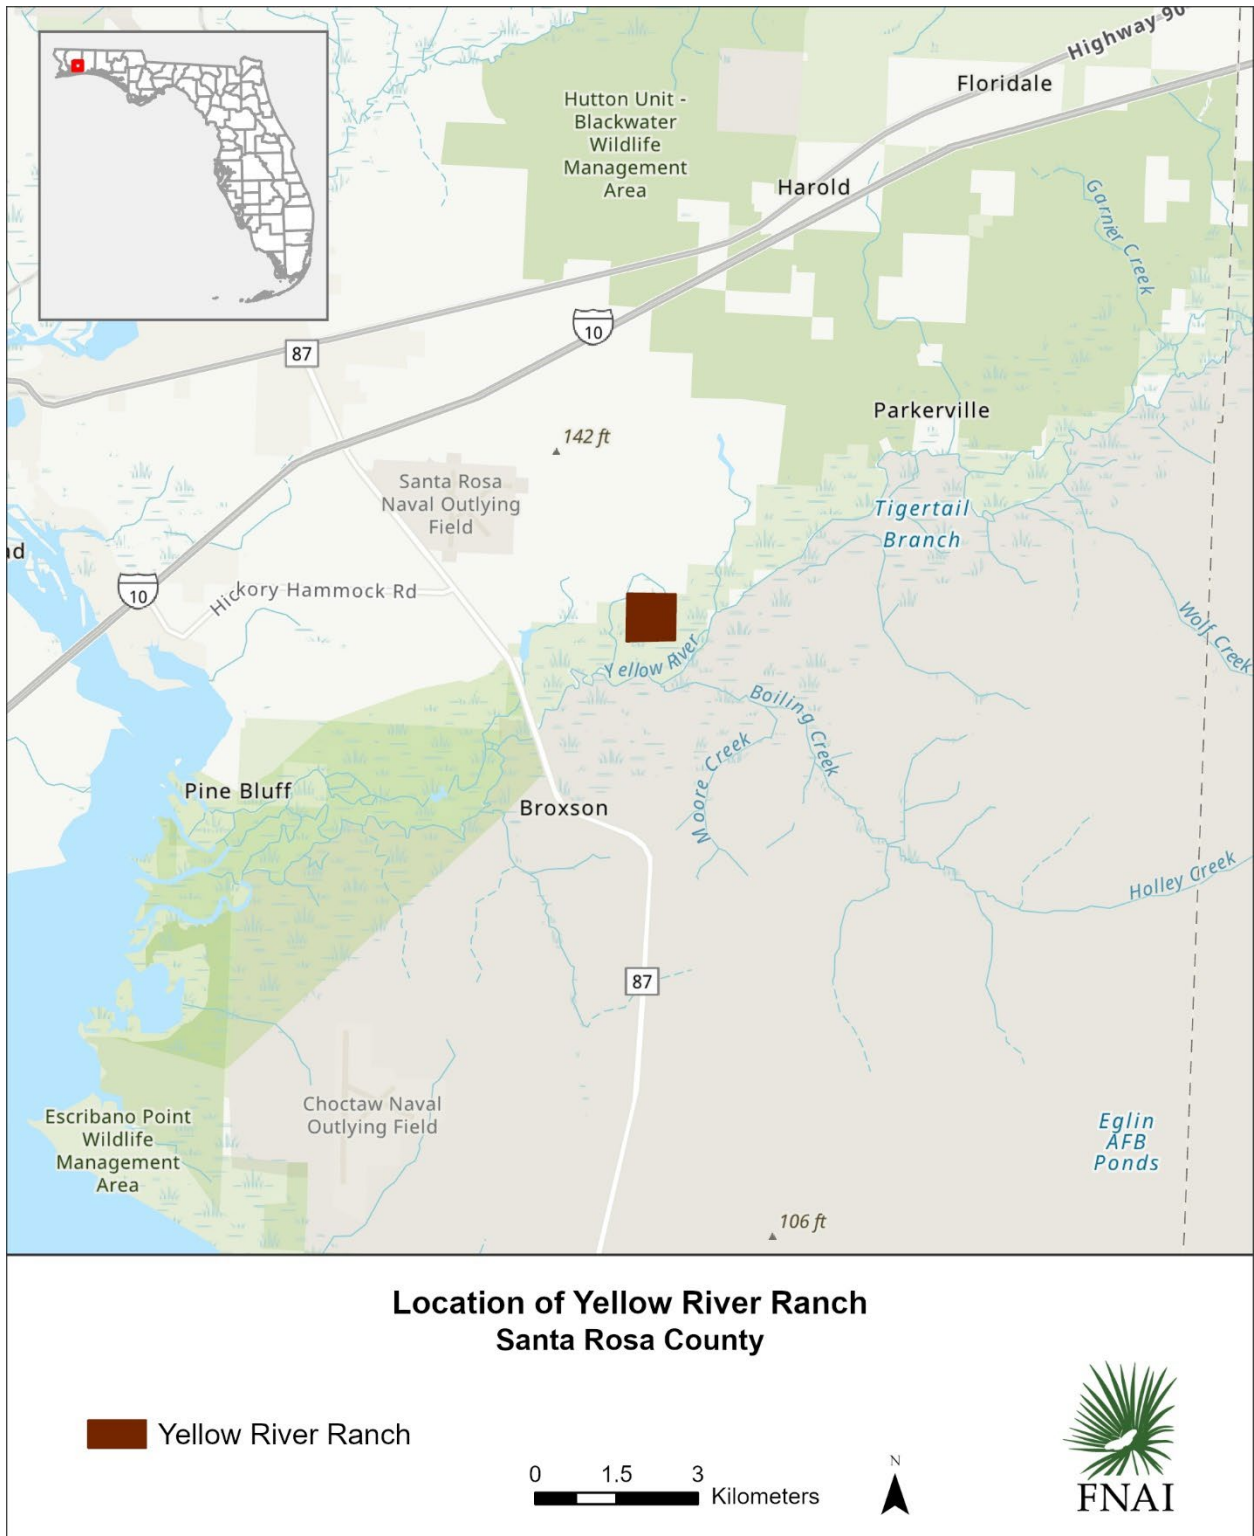 Highway 90
Floridale
Hutton Unit -
Blackwater
Wildlife
Management
Area
Harold
Garnier Creek
10
87
Parkerville
142 ft
Santa Rosa
Naval Outlying
Field
Tigertail
Branch
nd
10
Hickory Hammock Rd
Wolf Creek
Yellow River
Boiling Creek
Moore Creek
Pine Bluff
Broxson
Holley Creek
87
Choctaw Naval
Outlying Field
Escribano Point
Wildlife
Management
Area
Eglin
AFB
Ponds
106 ft
Location of Yellow River Ranch
Santa Rosa County
Yellow River Ranch
0 1.5 3
Kilometers
N
FNAI